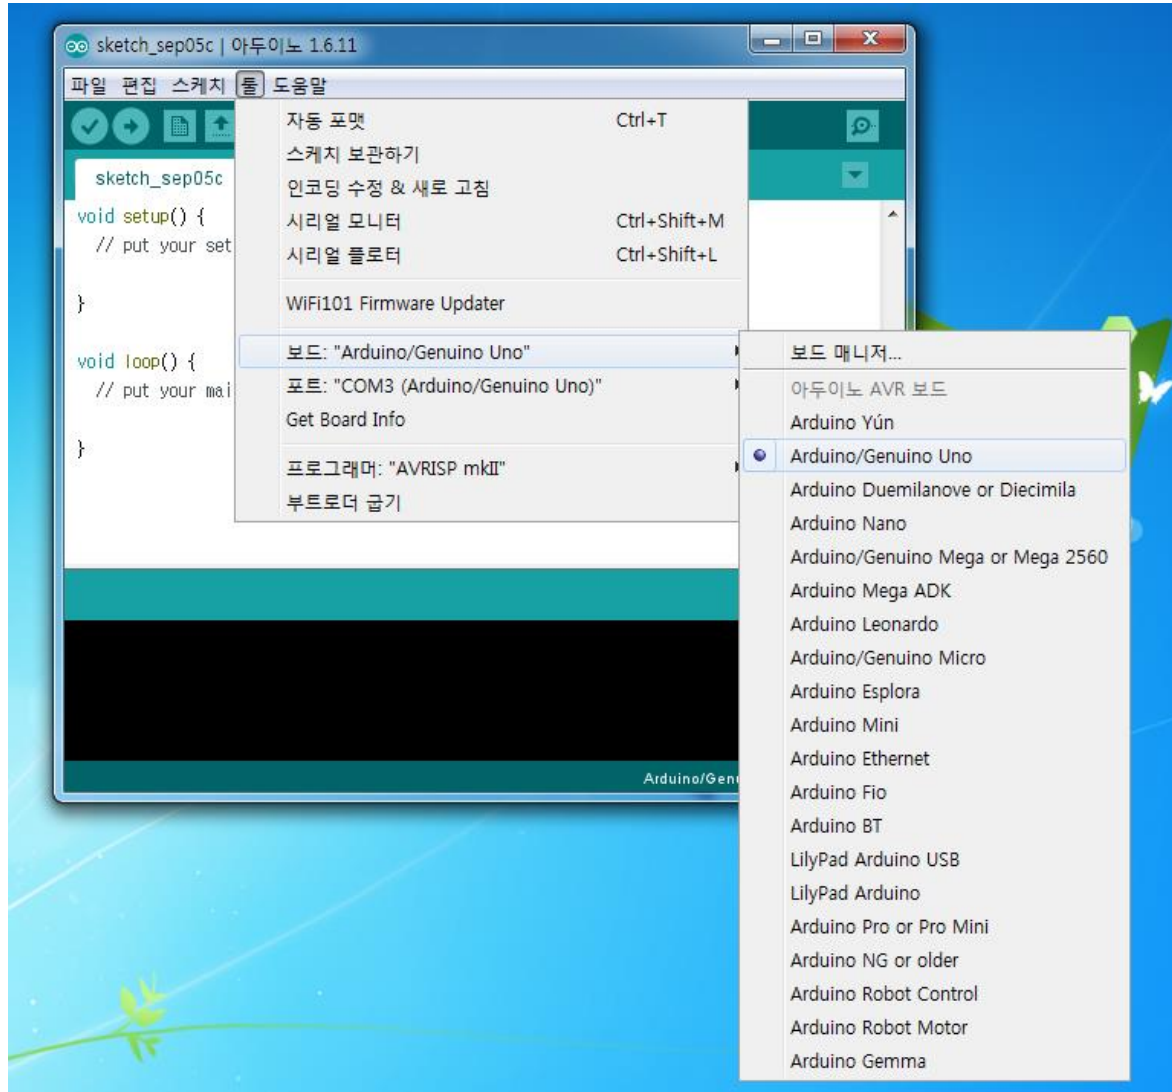 sketch_sep05c | 아두이노 1.6.11
파일 편집 스케치 툴 도움말
sketch_sep05c
void setup() {
// put your set
}
void loop() {
// put your mai
}
자동 포맷 Ctrl+T
스케치 보관하기
인코딩 수정 & 새로 고침
시리얼 모니터 Ctrl+Shift+M
시리얼 플로터 Ctrl+Shift+L
WiFi101 Firmware Updater
보드: "Arduino/Genuino Uno"
포트: "COM3 (Arduino/Genuino Uno)"
Get Board Info
프로그래머: "AVRISP mkII"
부트로더 굽기
보드 매니저...
아두이노 AVR 보드
Arduino Yún
Arduino/Genuino Uno
Arduino Duemilanove or Diecimila
Arduino Nano
Arduino/Genuino Mega or Mega 2560
Arduino Mega ADK
Arduino Leonardo
Arduino/Genuino Micro
Arduino Esplora
Arduino Mini
Arduino Ethernet
Arduino Fio
Arduino BT
LilyPad Arduino USB
LilyPad Arduino
Arduino Pro or Pro Mini
Arduino NG or older
Arduino Robot Control
Arduino Robot Motor
Arduino Gemma
Arduino/Gen